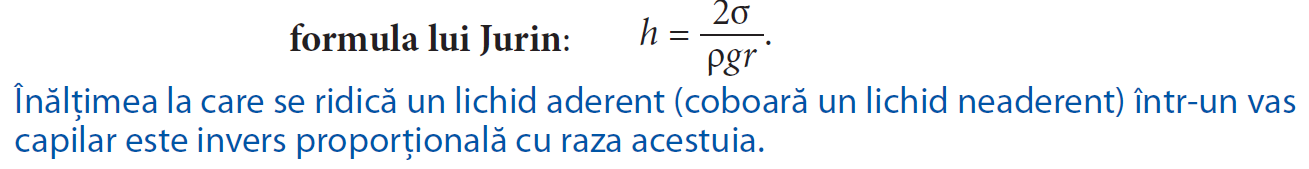 formula lui Jurin: h = 2σ / ρgr.
Înălțimea la care se ridică un lichid aderent (coboară un lichid neaderent) într-un vas
capilar este invers proporțională cu raza acestuia.